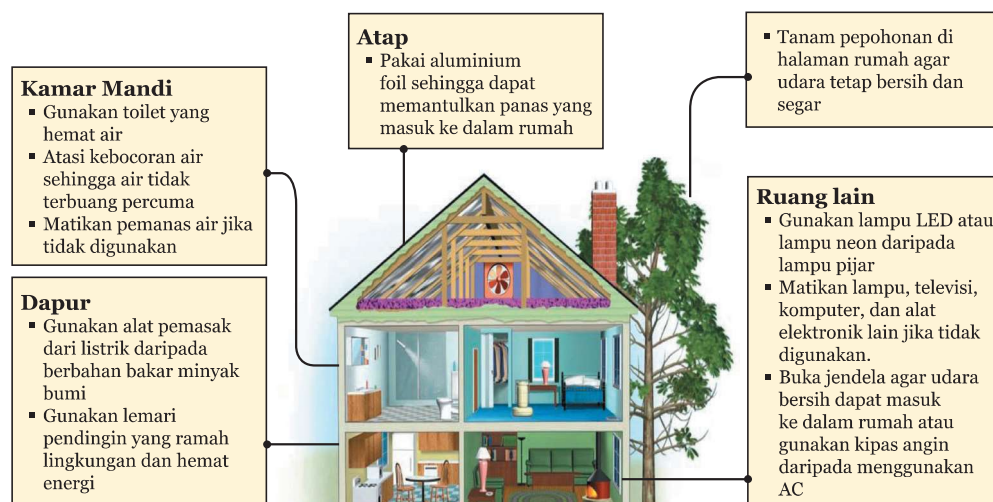 Kamar Mandi
▪ Gunakan toilet yang
hemat air
▪ Atasi kebocoran air
sehingga air tidak
terbuang percuma
▪ Matikan pemanas air jika
tidak digunakan
Dapur
▪ Gunakan alat pemasak
dari listrik daripada
berbahan bakar minyak
bumi
▪ Gunakan lemari
pendingin yang ramah
lingkungan dan hemat
energi
Atap
▪ Pakai aluminium
foil sehingga dapat
memantulkan panas yang
masuk ke dalam rumah
▪ Tanam pepohonan di
halaman rumah agar
udara tetap bersih dan
segar
Ruang lain
▪ Gunakan lampu LED atau
lampu neon daripada
lampu pijar
▪ Matikan lampu, televisi,
komputer, dan alat
elektronik lain jika tidak
digunakan.
▪ Buka jendela agar udara
bersih dapat masuk
ke dalam rumah atau
gunakan kipas angin
daripada menggunakan
AC